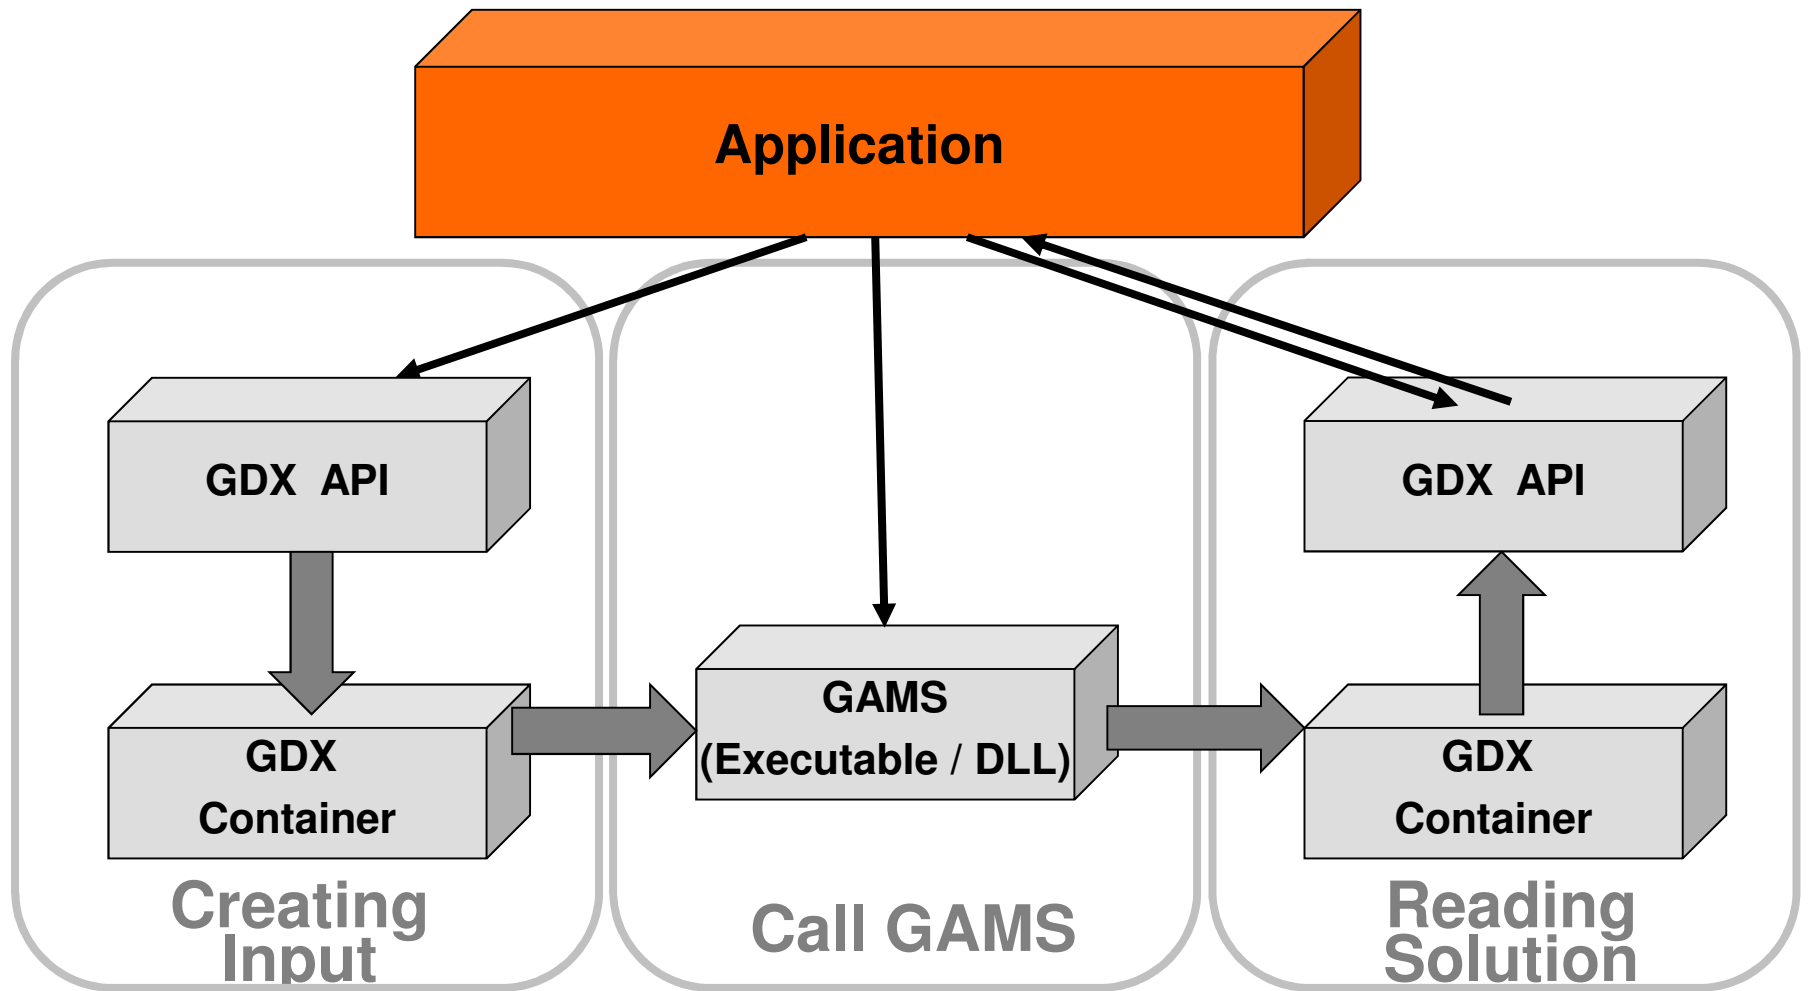 Application
GDX API
GDX
Container
Creating
Input
GAMS
(Executable / DLL)
Call GAMS
GDX API
GDX
Container
Reading
Solution